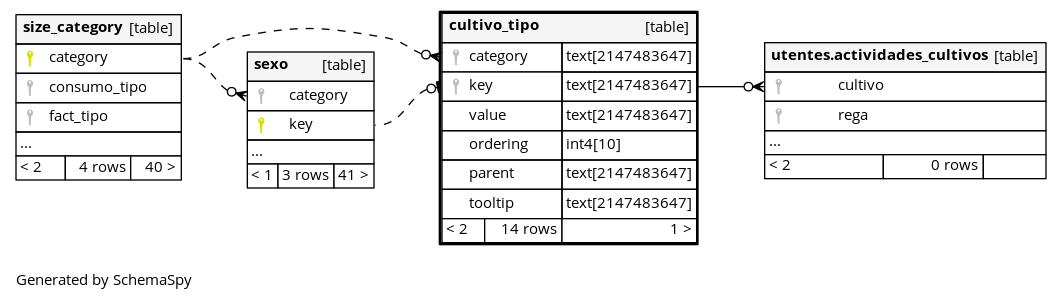 size_category [table]
category
consumo_tipo
fact_tipo
...
< 2 4 rows 40 >
sexo [table]
category
key
...
< 1 3 rows 41 >
cultivo_tipo [table]
category text[2147483647]
key text[2147483647]
value text[2147483647]
ordering int4[10]
parent text[2147483647]
tooltip text[2147483647]
< 2 14 rows 1 >
utentes.actividades_cultivos [table]
cultivo
rega
...
< 2 0 rows
Generated by SchemaSpy